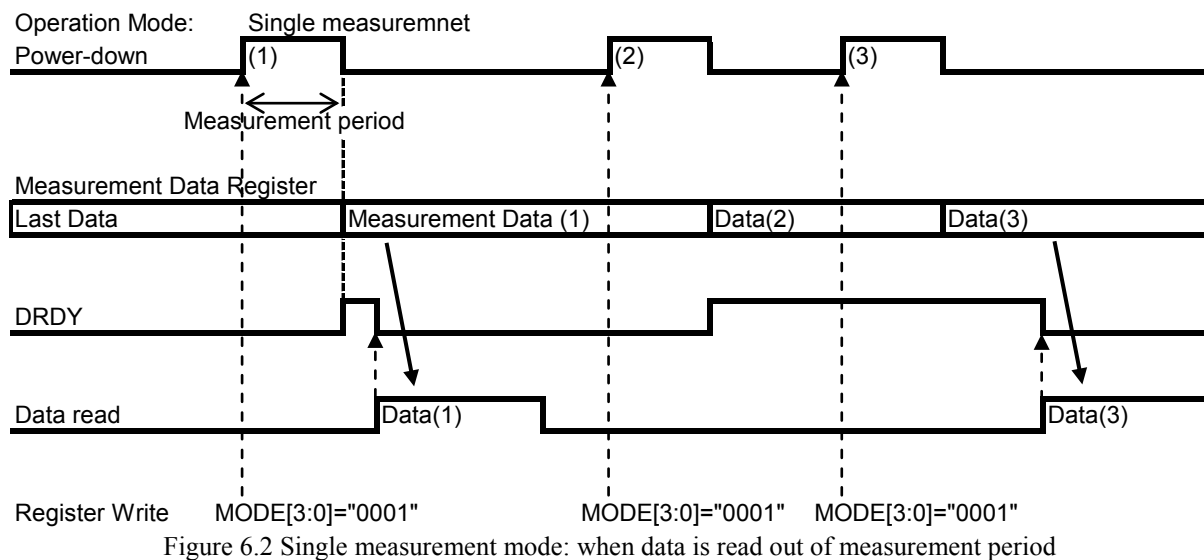 Operation Mode: Single measuremnet
Power-down (1) (2) (3)
Measurement period
Measurement Data Register
Last Data Measurement Data (1) Data(2) Data(3)
DRDY
Data read Data(1) Data(3)
Register Write MODE[3:0]="0001" MODE[3:0]="0001" MODE[3:0]="0001"
Figure 6.2 Single measurement mode: when data is read out of measurement period